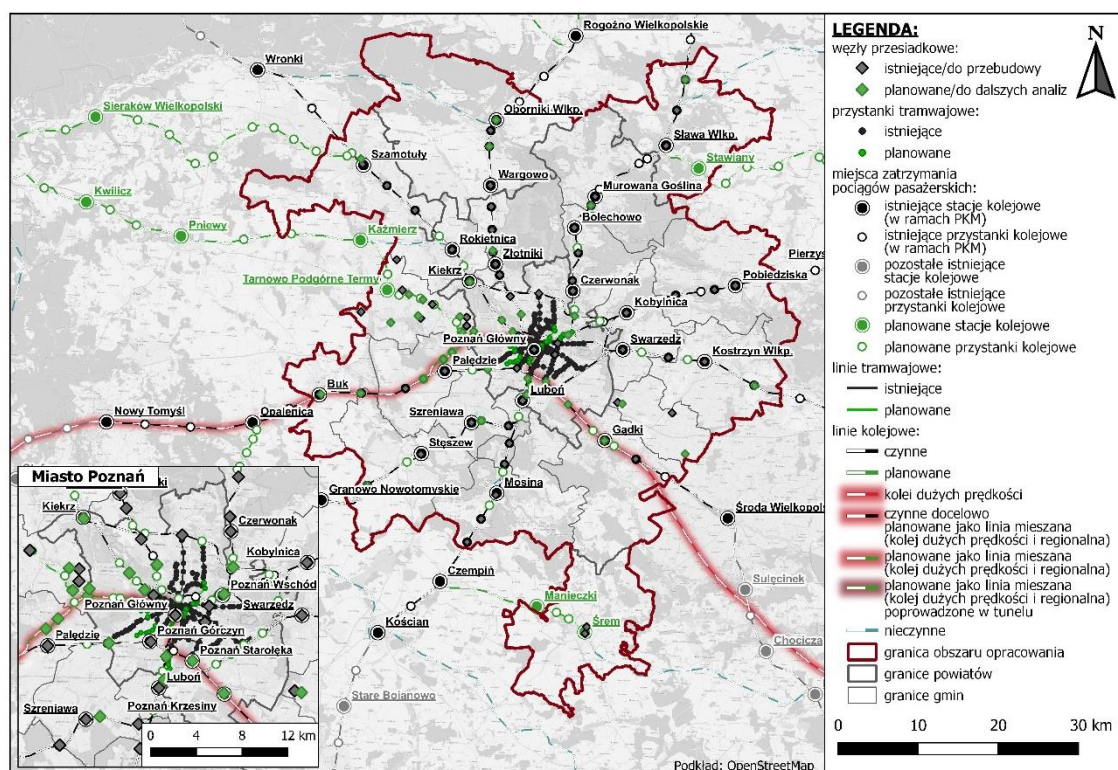 Rogoźno Wielkopolskie
Wronki
Sieraków Wielkopolski
Oborniki Wlkp.
Sława Wlkp.
Szamotuły
Stawiany
Kwilicz
Wargowo
Murowana Goślina
Pniewy
Kaźmierz
Bolechowo
Rokietnica
Złotniki
Kiekrz
Tarnowo Podgórne Termy
Czerwonak
Pobiedziska
Kobylnica
Poznań Główny
Swarzędz
Kostrzyn Wlkp.
Palędzie
Luboń
Buk
Nowy Tomyśl
Opalenica
Szreniawa
Gądki
Stęszew
Granowo Nowotomyskie
Mosina
Środa Wielkopo
Czempiń
Sulęcinek
Manieczki
Śrem
Kościan
Chocicza
Stare Bojanowo
Miasto Poznań
Kiekrz
Czerwonak
Kobylnica
Poznań Wschód
Poznań Główny
Swarzędz
Palędzie
Poznań Górczyn
Poznań Starołęka
Luboń
Poznań Krzesiny
Szreniawa
0 4 8 12 km
Podkład: OpenStreetMap
LEGENDA:
N
węzły przesiadkowe:
istniejące/do przebudowy
planowane/do dalszych analiz
przystanki tramwajowe:
istniejące
planowane
miejsca zatrzymania
pociągów pasażerskich:
istniejące stacje kolejowe
(w ramach PKM)
istniejące przystanki kolejowe
(w ramach PKM)
pozostałe istniejące
stacje kolejowe
pozostałe istniejące
przystanki kolejowe
planowane stacje kolejowe
planowane przystanki kolejowe
linie tramwajowe:
istniejące
planowane
linie kolejowe:
czynne
planowane
kolei dużych prędkości
czynne docelowo
planowane jako linia mieszana
(kolej dużych prędkości i regionalna)
planowane jako linia mieszana
(kolej dużych prędkości i regionalna)
planowane jako linia mieszana
(kolej dużych prędkości i regionalna)
poprowadzone w tunelu
nieczynne
granica obszaru opracowania
granice powiatów
granice gmin
0 10 20 30 km